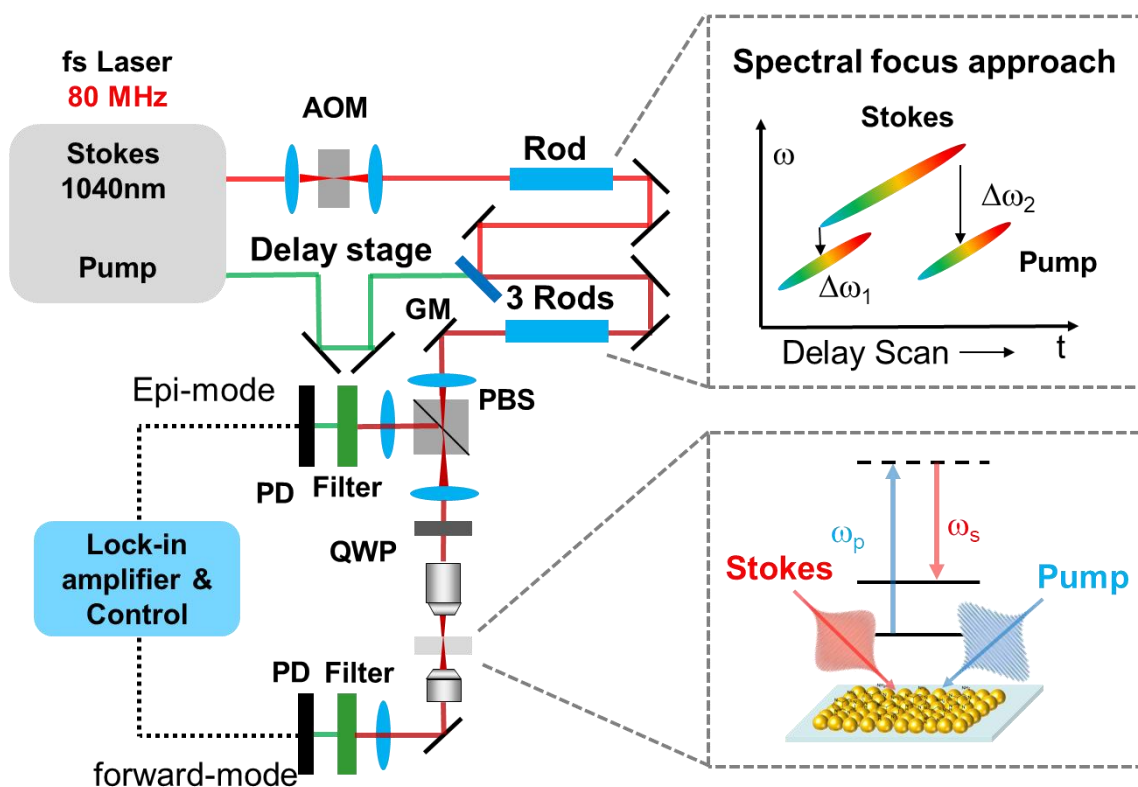 fs Laser
80 MHz
AOM
Stokes
1040nm
Pump
Rod
Delay stage
3 Rods
GM
Epi-mode
PBS
PD
Filter
QWP
Lock-in
amplifier &
Control
PD
Filter
forward-mode
Spectral focus approach
Stokes
ω
Δω2
Pump
Δω1
Delay Scan
t
ωp
ωs
Stokes
Pump